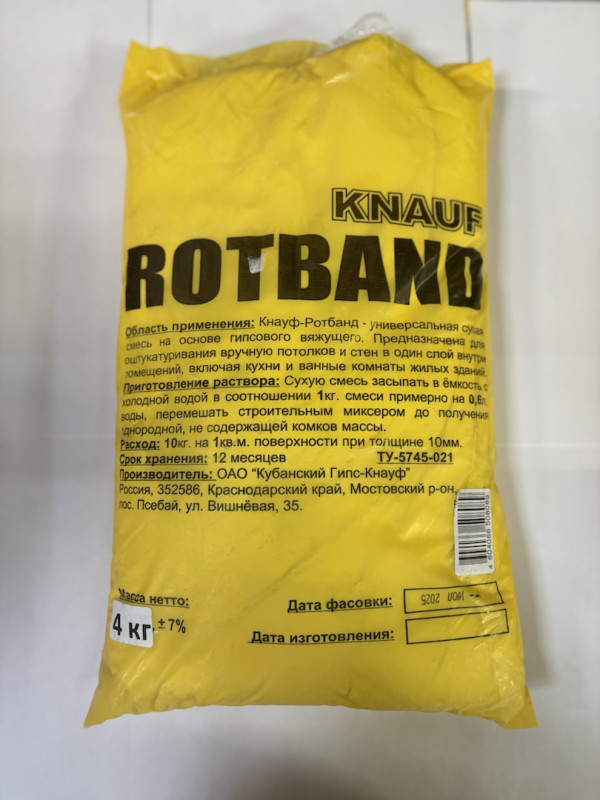 KNAUF
ROTBAND
Область применения: Кнауф-Ротбанд - универсальная сухая
смесь на основе гипсового вяжущего. Предназначена для
оштукатуривания вручную потолков и стен в один слой внутри
помещений, включая кухни и ванные комнаты жилых зданий.
Приготовление раствора: Сухую смесь засыпать в ёмкость с
холодной водой в соотношении 1кг. смеси примерно на 0,6л.
воды, перемешать строительным миксером до получения
однородной, не содержащей комков массы.
Расход: 10кг. на 1кв.м. поверхности при толщине 10мм.
Срок хранения: 12 месяцев ТУ-5745-021
Производитель: ОАО "Кубанский Гипс-Кнауф"
Россия, 352586, Краснодарский край, Мостовский р-он,
пос. Псебай, ул. Вишнёвая, 35.
Масса нетто:
4 кг. ± 7%
Дата фасовки: ИЮЛ 2025
Дата изготовления: